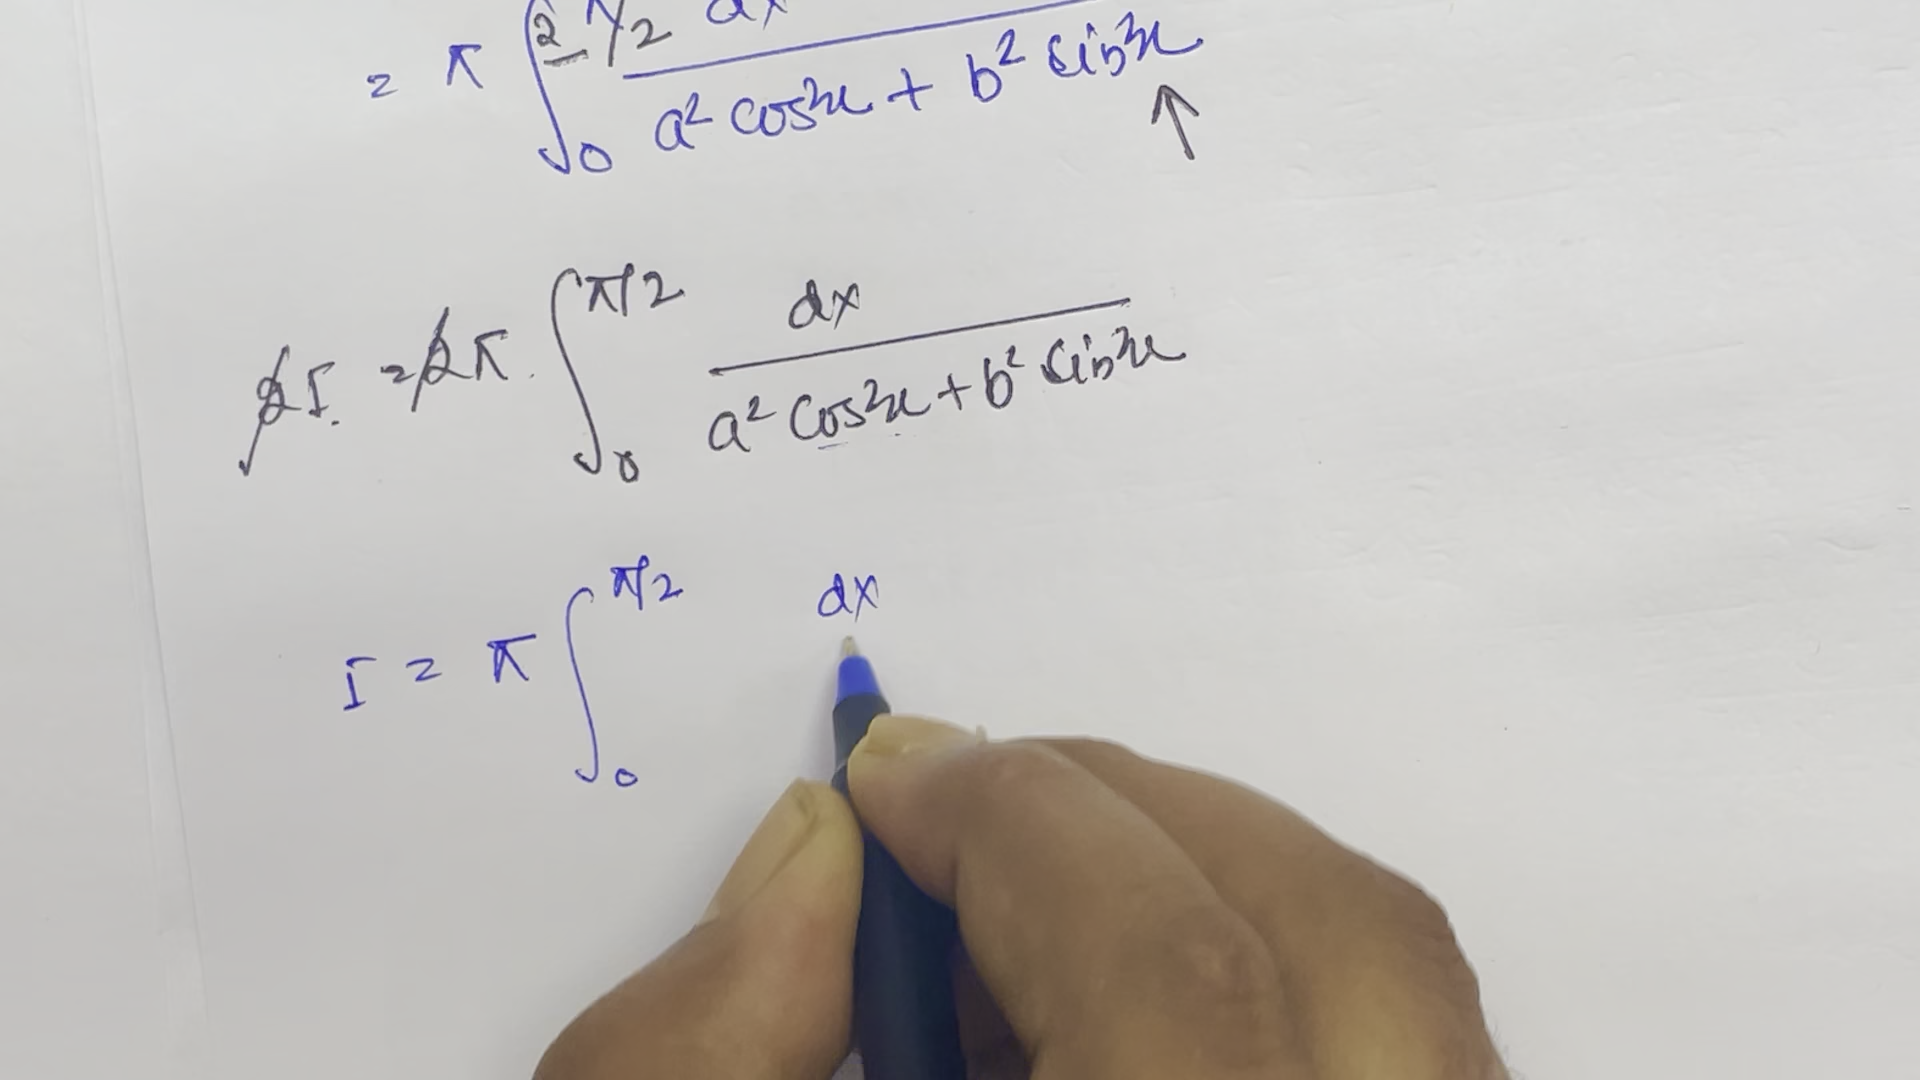 = π ∫₀^2π/2 dx / a² cos²x + b² sin²x ↑
2I = 2π ∫₀^π/2 dx / a² cos²x + b² sin²x
I = π ∫₀^π/2 dx